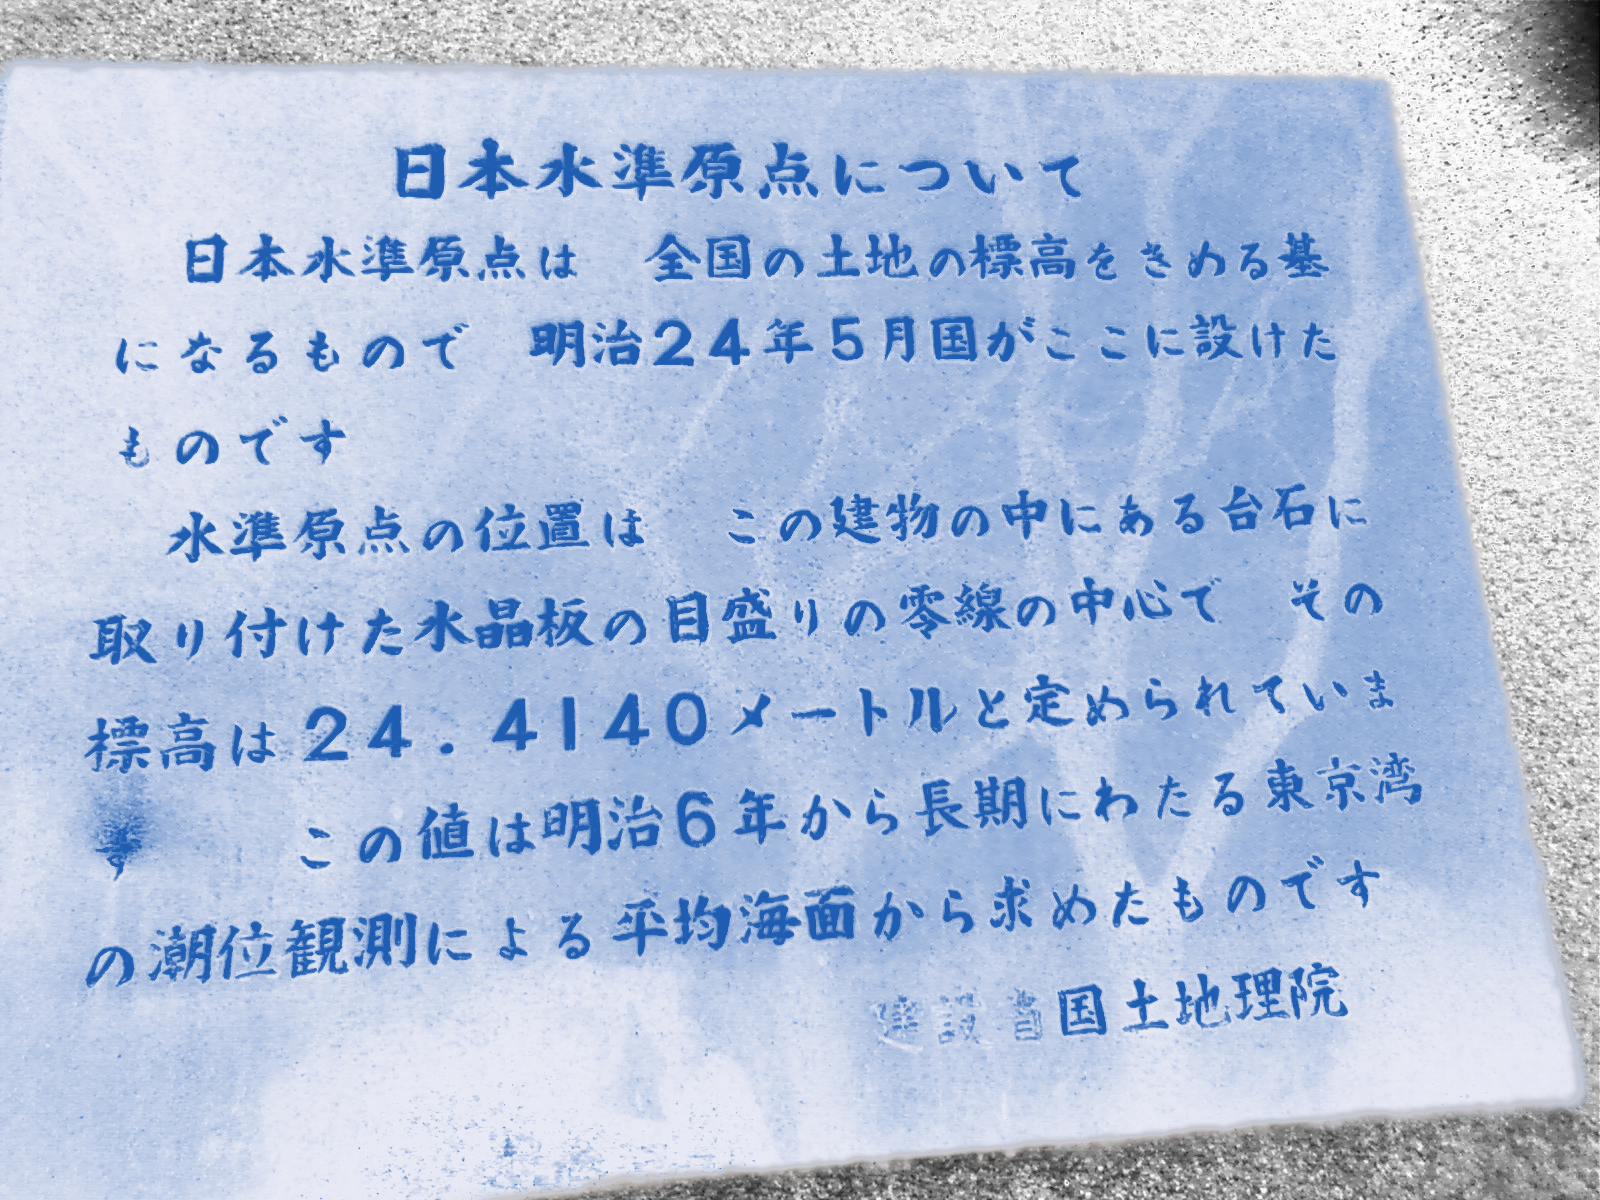 日本水準原点について
日本水準原点は　全国の土地の標高をきめる基
になるもので　明治24年5月国がここに設けた
ものです
水準原点の位置は　この建物の中にある台石に
取り付けた水晶板の目盛りの零線の中心で　その
標高は24.4140メートルと定められていま
す　この値は明治6年から長期にわたる東京湾
の潮位観測による平均海面から求めたものです
建設省国土地理院